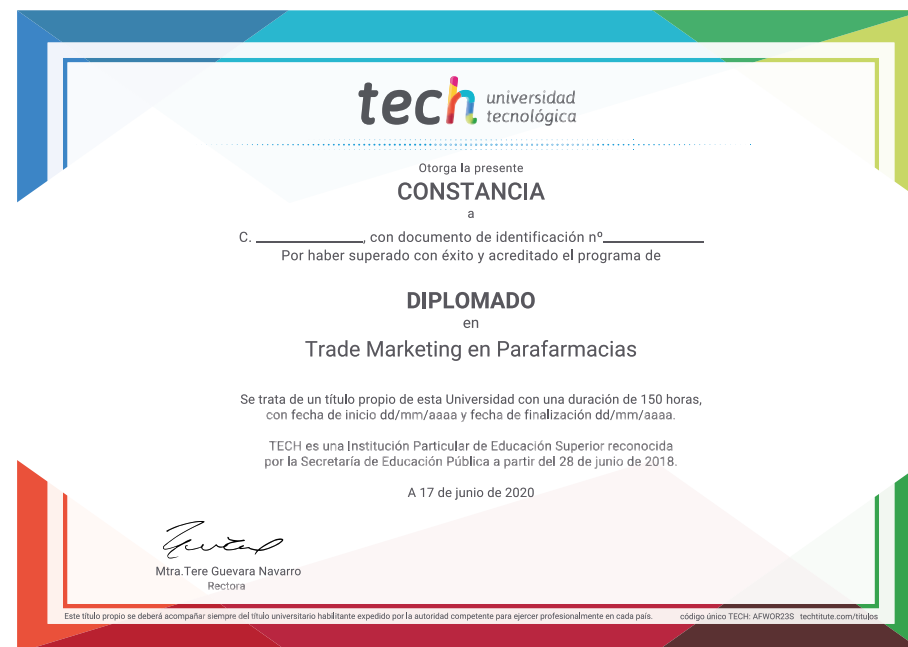 tech universidad
tecnológica
Otorga la presente
CONSTANCIA
a
C. ______________, con documento de identificación nº_____________
Por haber superado con éxito y acreditado el programa de
DIPLOMADO
en
Trade Marketing en Parafarmacias
Se trata de un título propio de esta Universidad con una duración de 150 horas,
con fecha de inicio dd/mm/aaaa y fecha de finalización dd/mm/aaaa.
TECH es una Institución Particular de Educación Superior reconocida
por la Secretaría de Educación Pública a partir del 28 de junio de 2018.
A 17 de junio de 2020
Mtra.Tere Guevara Navarro
Rectora
Este título propio se deberá acompañar siempre del título universitario habilitante expedido por la autoridad competente para ejercer profesionalmente en cada país. código único TECH: AFWOR23S techtitute.com/titulos